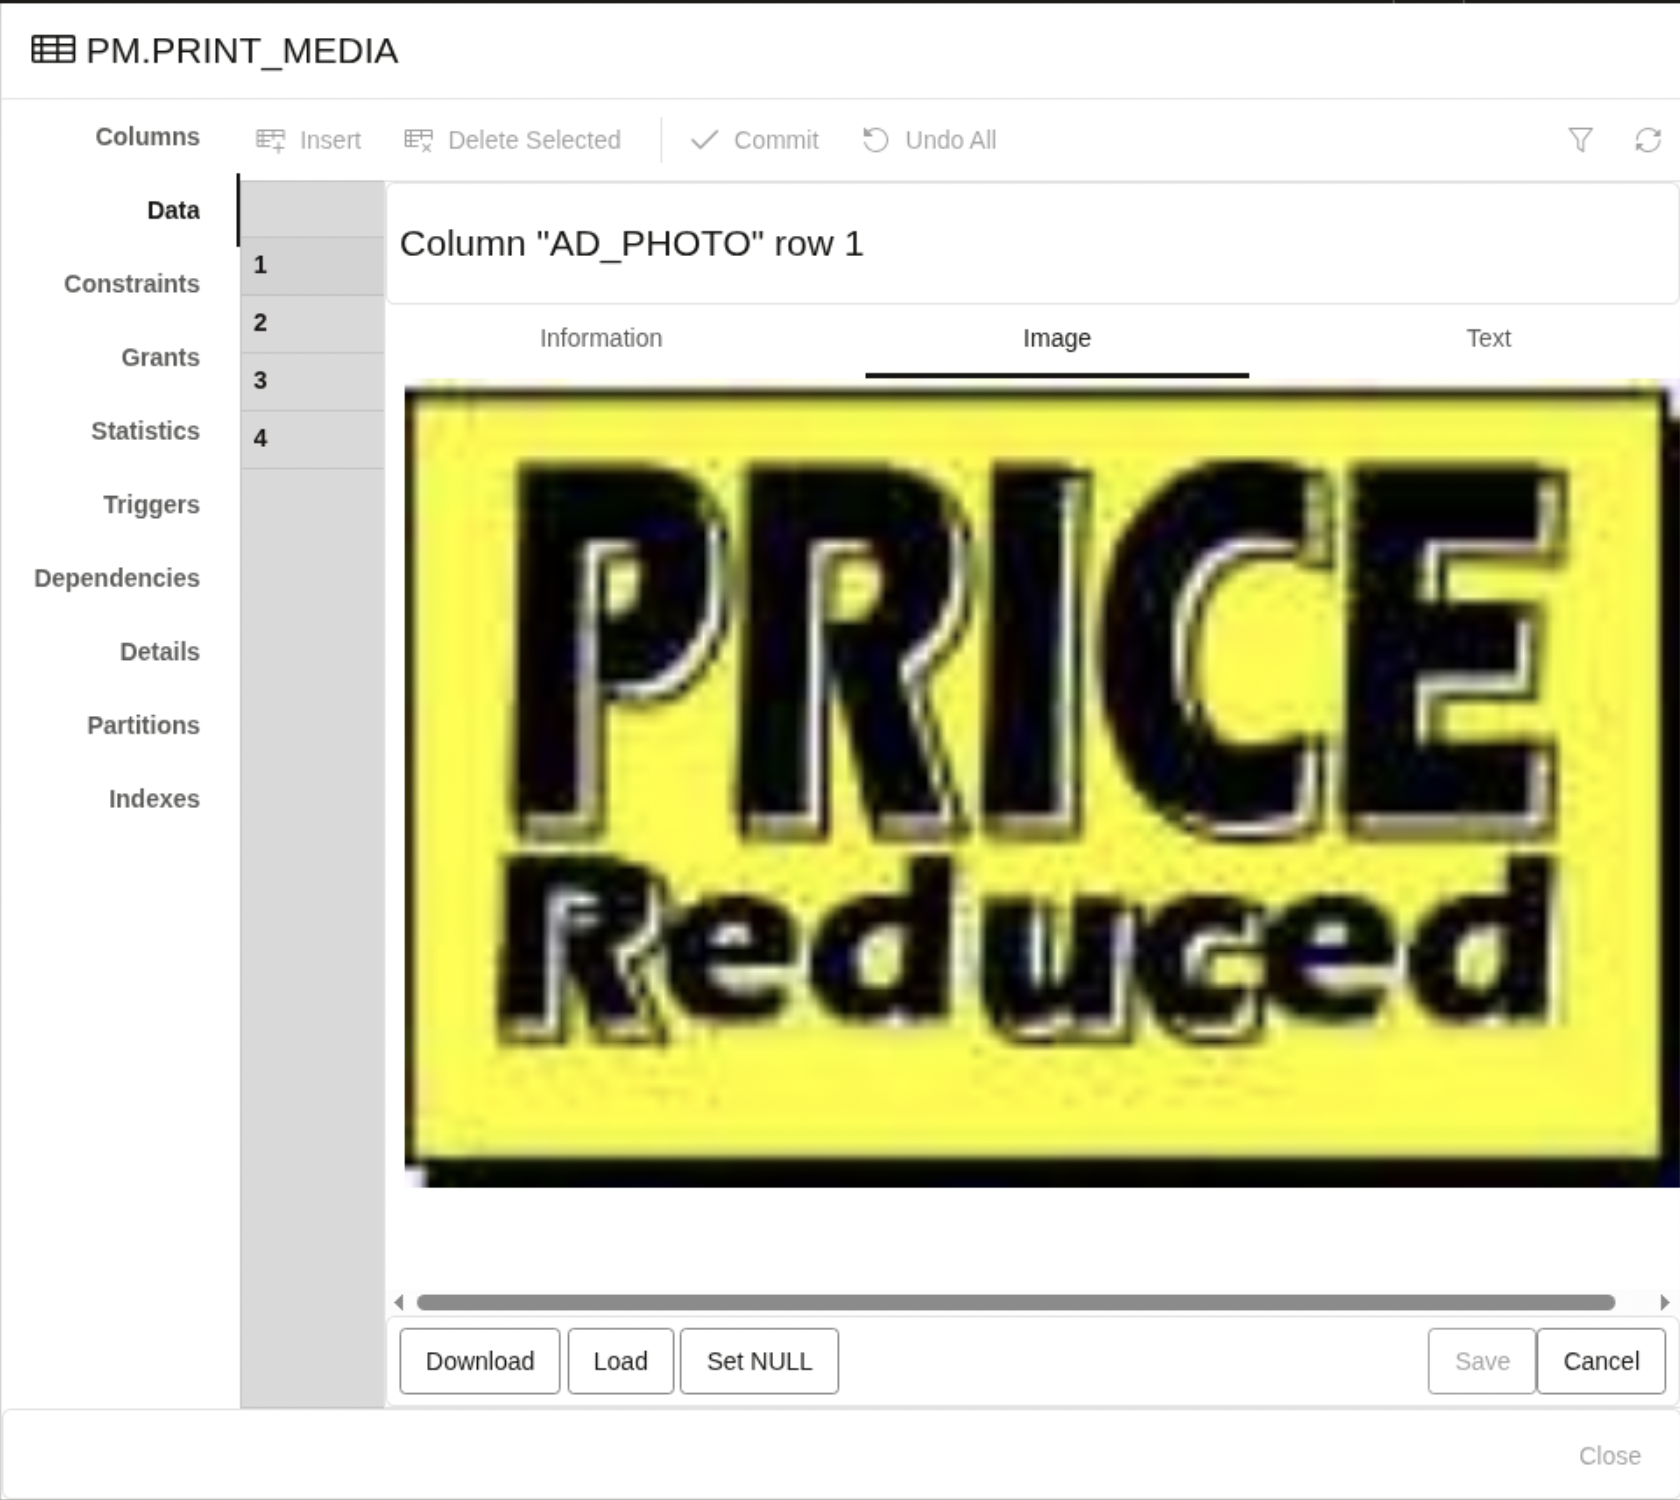 PM.PRINT_MEDIA
Columns
Data
Constraints
Grants
Statistics
Triggers
Dependencies
Details
Partitions
Indexes
Insert Delete Selected Commit Undo All
1
2
3
4
Column "AD_PHOTO" row 1
Information Image Text
PRICE
Reduced
Download Load Set NULL Save Cancel
Close